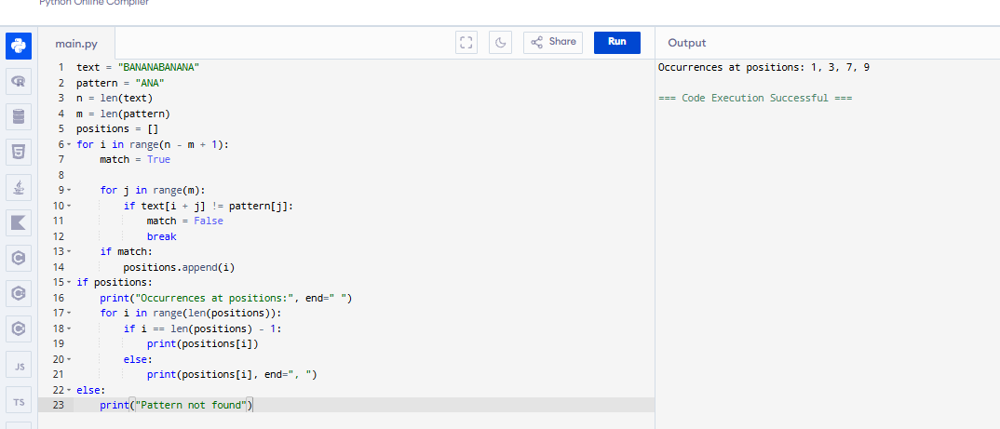 Python Online Compiler
main.py
Share
Run
Output
1 text = "BANANABANANA"
2 pattern = "ANA"
3 n = len(text)
4 m = len(pattern)
5 positions = []
6 for i in range(n - m + 1):
7     match = True
8
9     for j in range(m):
10         if text[i + j] != pattern[j]:
11             match = False
12             break
13     if match:
14         positions.append(i)
15 if positions:
16     print("Occurrences at positions:", end=" ")
17     for i in range(len(positions)):
18         if i == len(positions) - 1:
19             print(positions[i])
20         else:
21             print(positions[i], end=", ")
22 else:
23     print("Pattern not found")
Occurrences at positions: 1, 3, 7, 9
=== Code Execution Successful ===
JS
TS